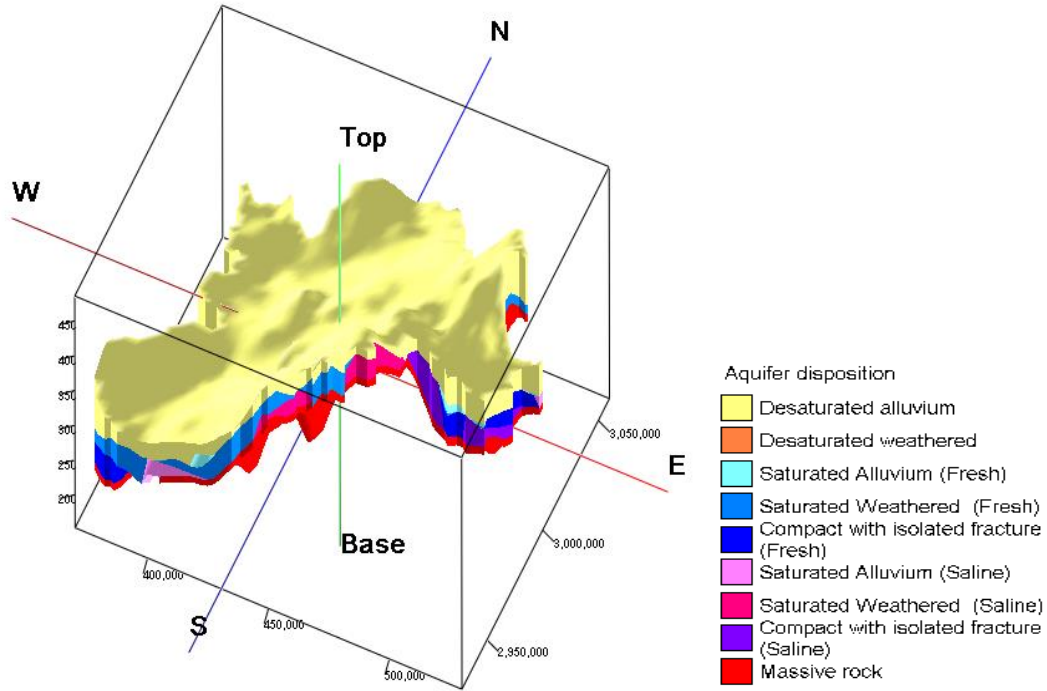 N
Top
W
450
400
350
300
250
200
E
Base
S
400,000
450,000
500,000
3,050,000
3,000,000
2,950,000
Aquifer disposition
Desaturated alluvium
Desaturated weathered
Saturated Alluvium (Fresh)
Saturated Weathered (Fresh)
Compact with isolated fracture
(Fresh)
Saturated Alluvium (Saline)
Saturated Weathered (Saline)
Compact with isolated fracture
(Saline)
Massive rock